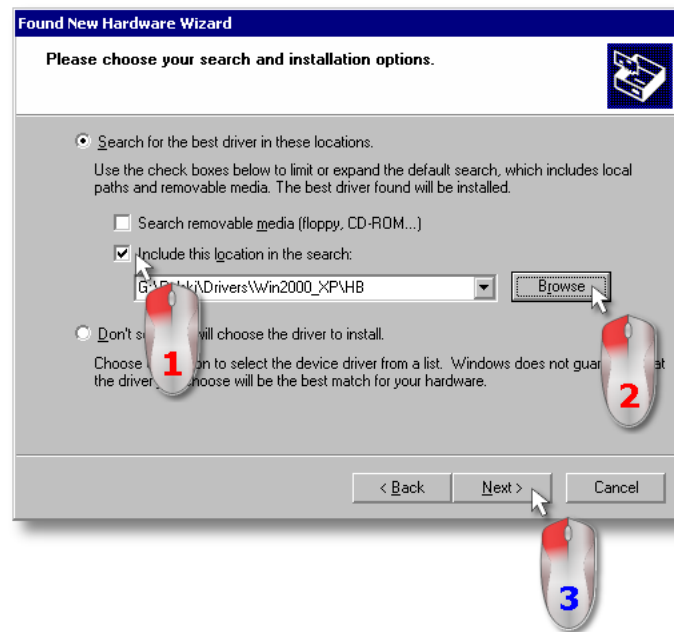 Found New Hardware Wizard
Please choose your search and installation options.
Search for the best driver in these locations.
Use the check boxes below to limit or expand the default search, which includes local
paths and removable media. The best driver found will be installed.
Search removable media (floppy, CD-ROM...)
Include this location in the search:
\Drivers\Win2000_XP\HB
Browse
Don't will choose the driver to install.
Choose to select the device driver from a list. Windows does not
the driver choose will be the best match for your hardware.
1
2
< Back
Next >
Cancel
3